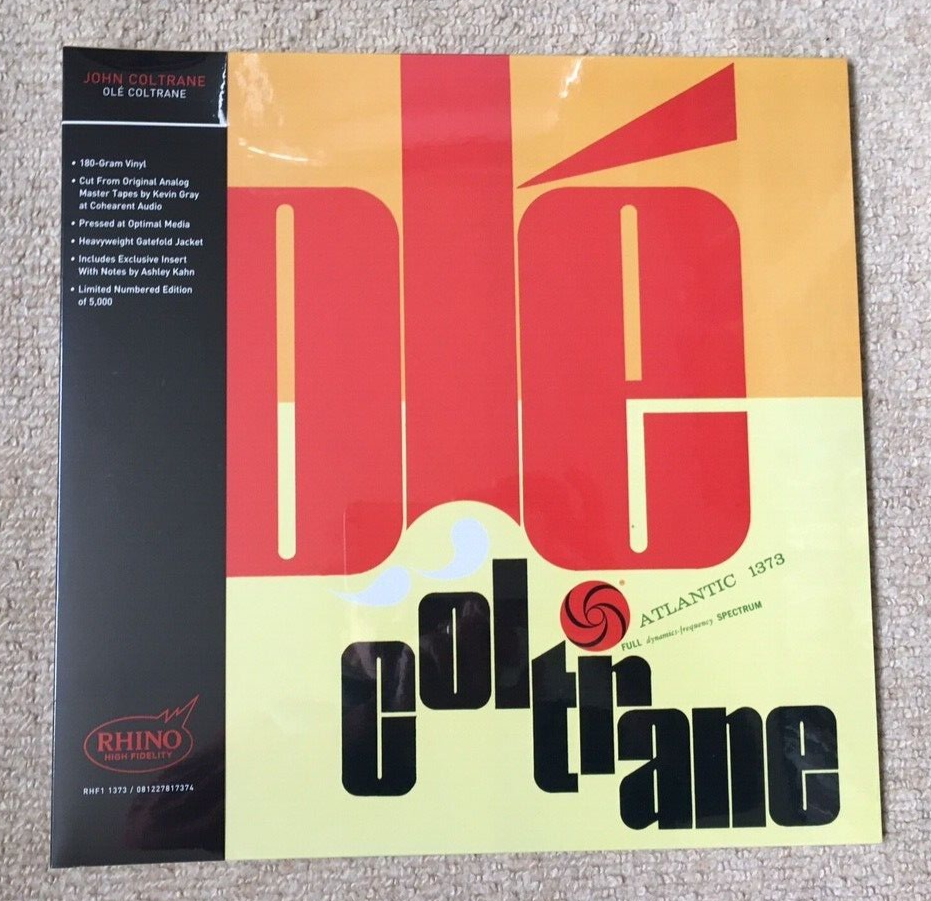 JOHN COLTRANE
OLÉ COLTRANE
• 180-Gram Vinyl
• Cut From Original Analog
Master Tapes by Kevin Gray
at Cohearent Audio
• Pressed at Optimal Media
• Heavyweight Gatefold Jacket
• Includes Exclusive Insert
With Notes by Ashley Kahn
• Limited Numbered Edition
of 5,000
RHINO
HIGH FIDELITY
RHF1 1373 / 081227817374
olé
coltrane
® ATLANTIC 1373
FULL dynamics-frequency SPECTRUM